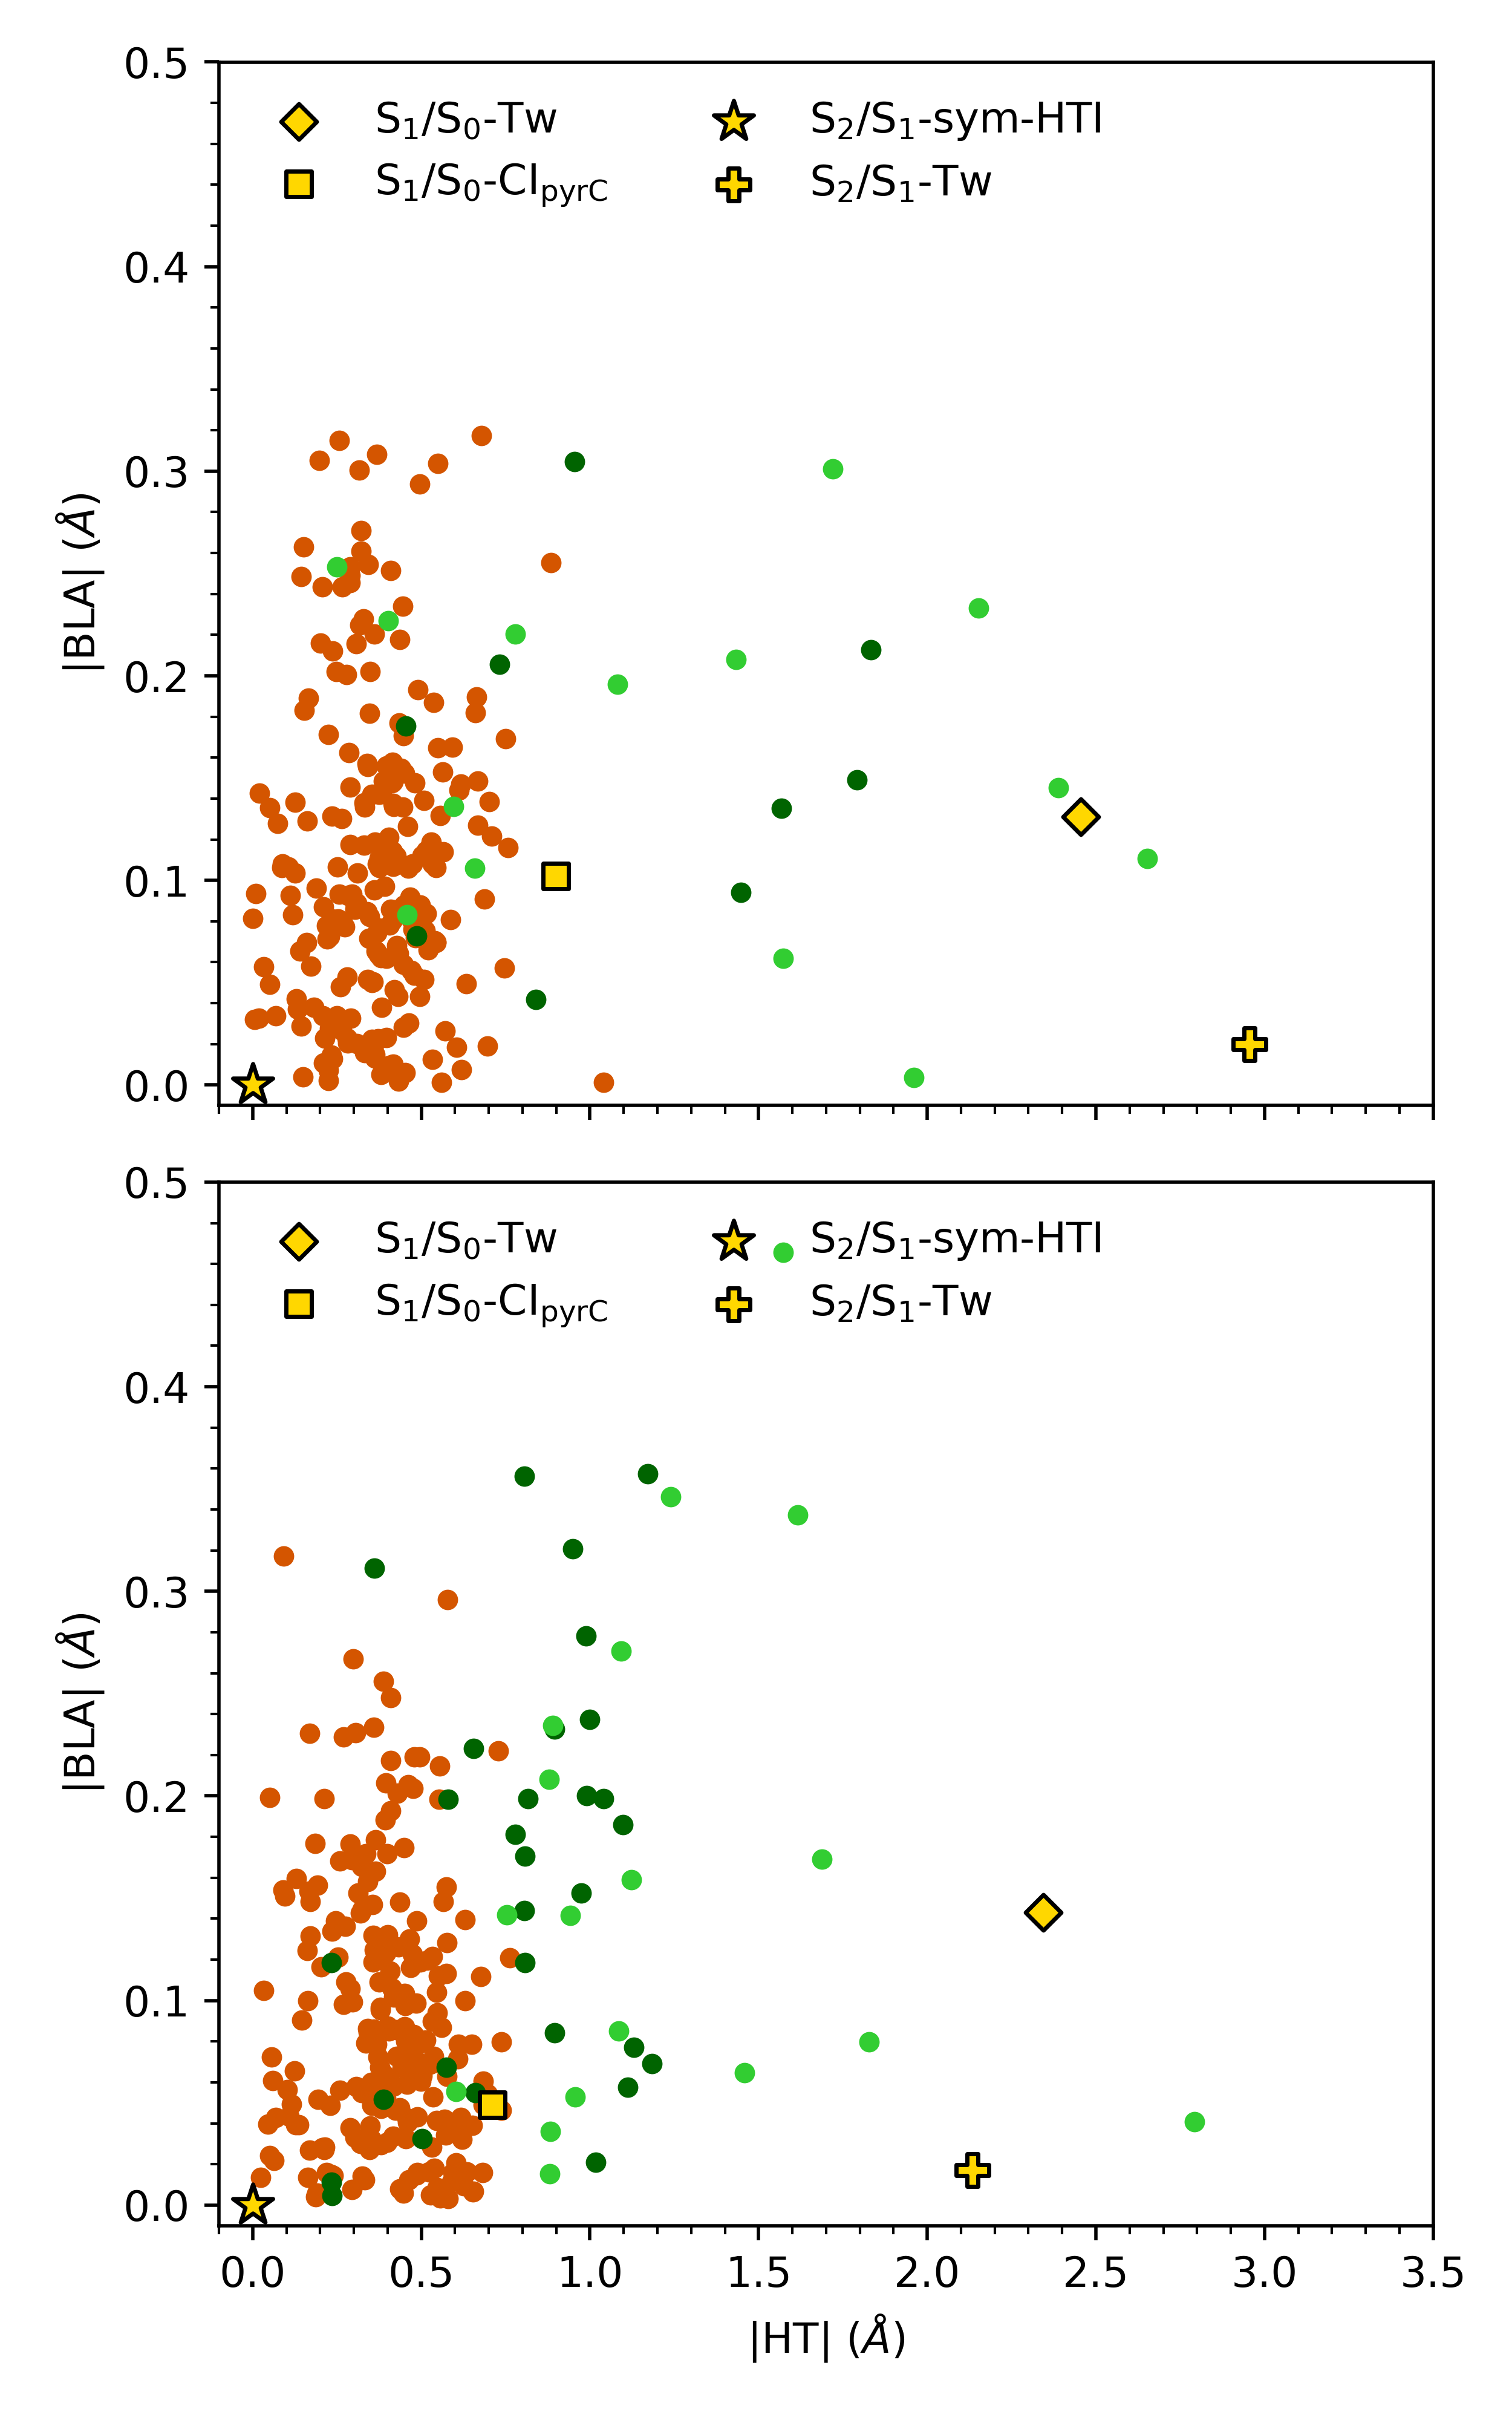 0.5
S₁/S₀-Tw
S₂/S₁-sym-HTI
S₁/S₀-CI_pyrC
S₂/S₁-Tw
0.4
0.3
|BLA| (Å)
0.2
0.1
0.0
0.5
S₁/S₀-Tw
S₂/S₁-sym-HTI
S₁/S₀-CI_pyrC
S₂/S₁-Tw
0.4
0.3
|BLA| (Å)
0.2
0.1
0.0
0.0 0.5 1.0 1.5 2.0 2.5 3.0 3.5
|HT| (Å)